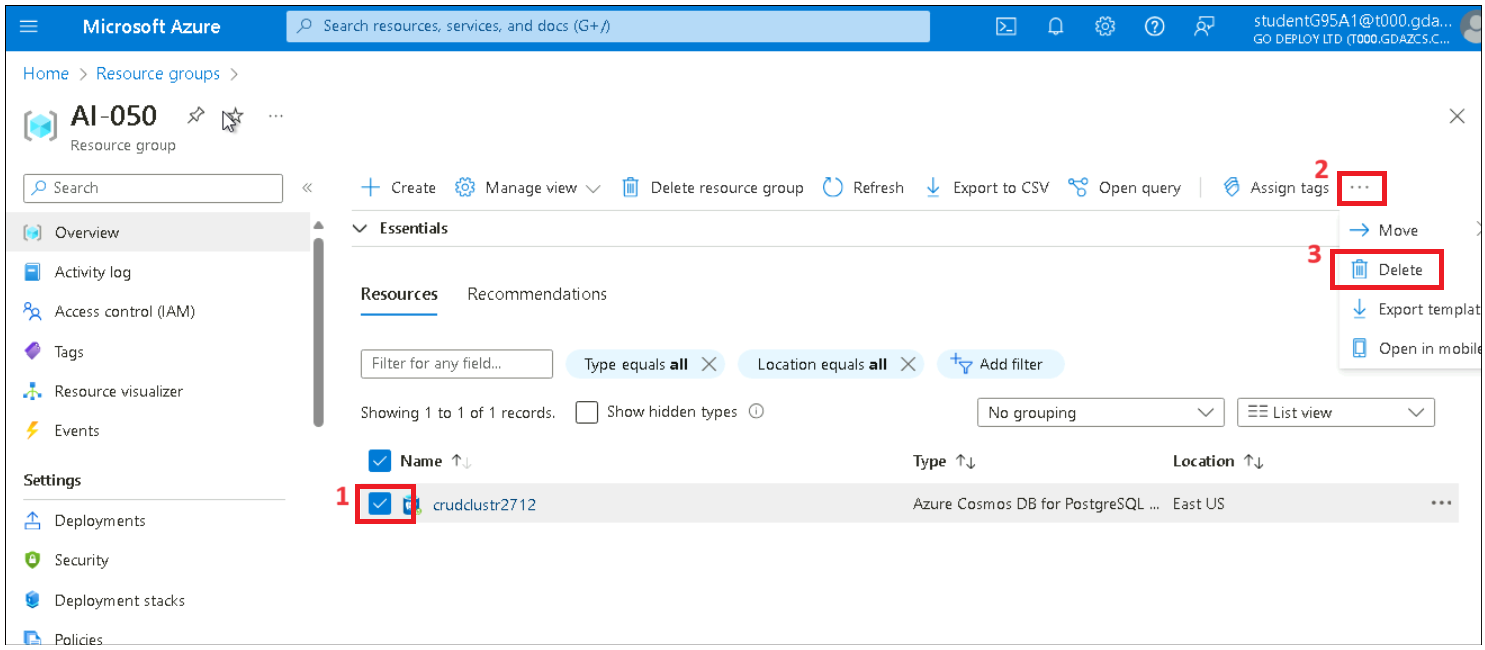 Microsoft Azure
Search resources, services, and docs (G+/)
studentG95A1@t000.gda...
GO DEPLOY LTD (T000.GDAZCS.C...
Home > Resource groups >
AI-050 ...
Resource group
Search «
+ Create Manage view Delete resource group Refresh Export to CSV Open query Assign tags 2 ...
Overview
Activity log
Access control (IAM)
Tags
Resource visualizer
Events
Settings
Deployments
Security
Deployment stacks
Policies
Essentials
Move
3 Delete
Export templat
Open in mobile
Resources Recommendations
Filter for any field... Type equals all Location equals all Add filter
Showing 1 to 1 of 1 records. Show hidden types No grouping List view
Name ↑↓ Type ↑↓ Location ↑↓
1 crudclustr2712 Azure Cosmos DB for PostgreSQL ... East US ...